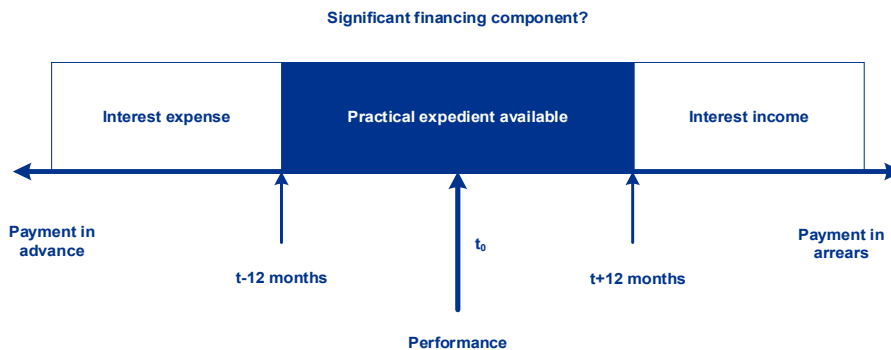 Significant financing component?
Interest expense
Practical expedient available
Interest income
Payment in
advance
t-12 months
t₀
t+12 months
Payment in
arrears
Performance